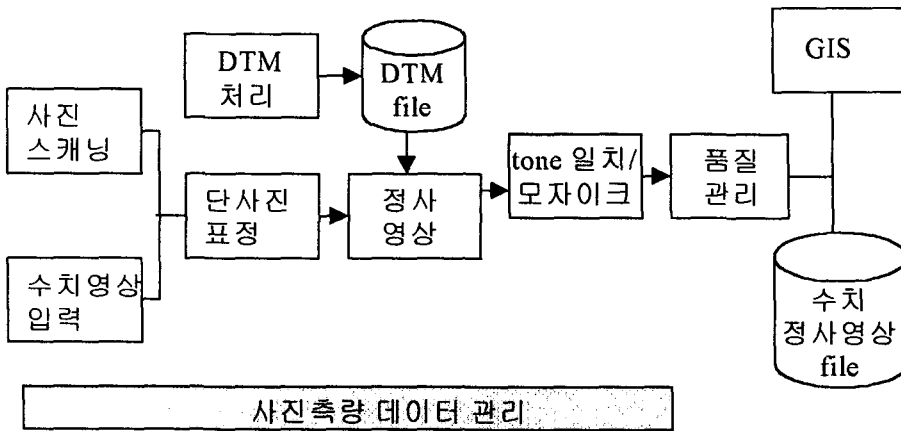 DTM
처리
DTM
file
GIS
사진
스캐닝
단사진
표정
정사
영상
tone 일치/
모자이크
품질
관리
수치영상
입력
수치
정사영상
file
사진측량 데이터 관리